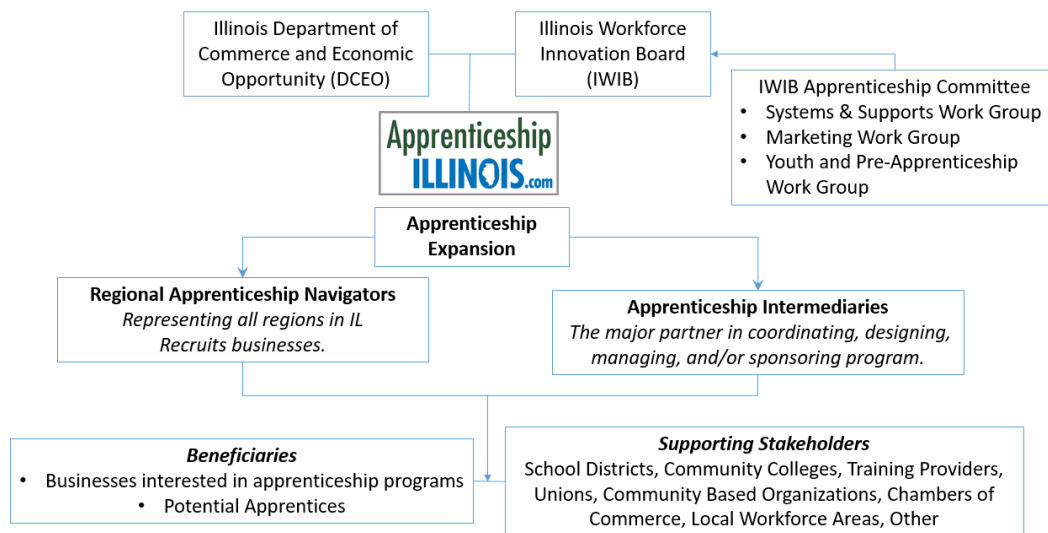 Illinois Department of
Commerce and Economic
Opportunity (DCEO)
Illinois Workforce
Innovation Board
(IWIB)
IWIB Apprenticeship Committee
• Systems & Supports Work Group
• Marketing Work Group
• Youth and Pre-Apprenticeship
Work Group
Apprenticeship
ILLINOIS.com
Apprenticeship
Expansion
Regional Apprenticeship Navigators
Representing all regions in IL
Recruits businesses.
Apprenticeship Intermediaries
The major partner in coordinating, designing,
managing, and/or sponsoring program.
Beneficiaries
• Businesses interested in apprenticeship programs
• Potential Apprentices
Supporting Stakeholders
School Districts, Community Colleges, Training Providers,
Unions, Community Based Organizations, Chambers of
Commerce, Local Workforce Areas, Other